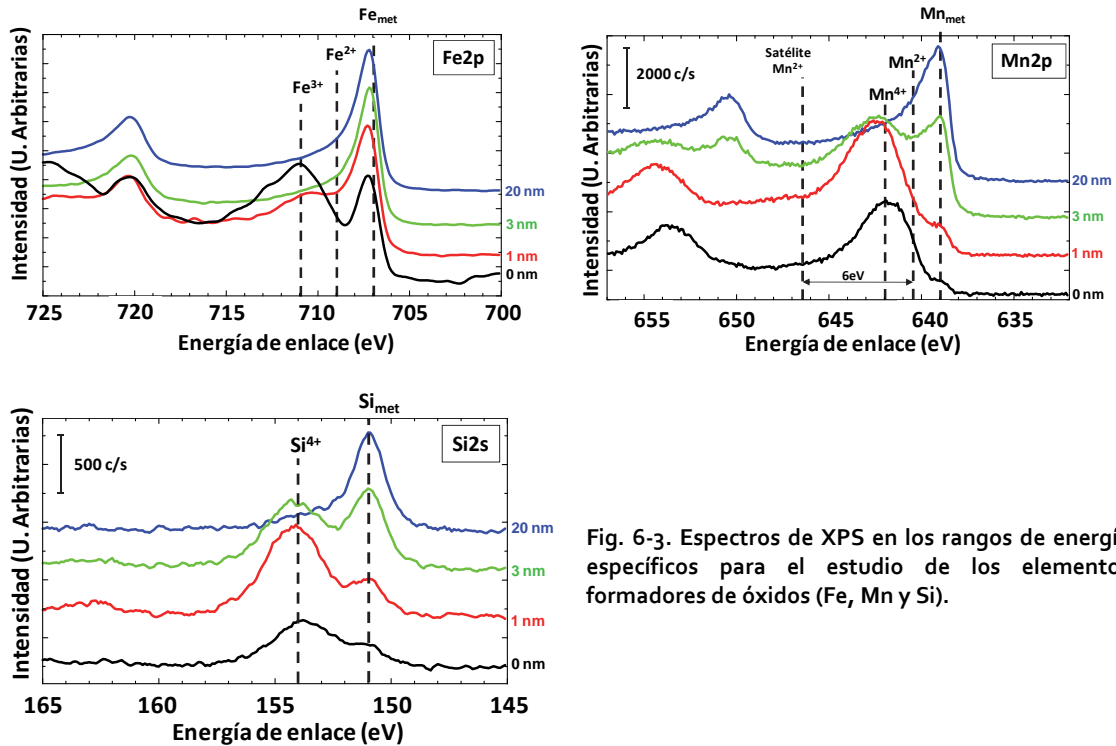 Fe_met
Fe2p
Fe2+
Fe3+
Intensidad (U. Arbitrarias)
20 nm
3 nm
1 nm
0 nm
725 720 715 710 705 700
Energía de enlace (eV)
Mn_met
Mn2p
2000 c/s
Satélite
Mn2+
Mn2+
Mn4+
Intensidad (U. Arbitrarias)
20 nm
3 nm
1 nm
6eV
0 nm
655 650 645 640 635
Energía de enlace (eV)
Si_met
Si2s
Si4+
500 c/s
Intensidad (U. Arbitrarias)
20 nm
3 nm
1 nm
0 nm
165 160 155 150 145
Energía de enlace (eV)
Fig. 6-3. Espectros de XPS en los rangos de energí
específicos para el estudio de los elemento
formadores de óxidos (Fe, Mn y Si).